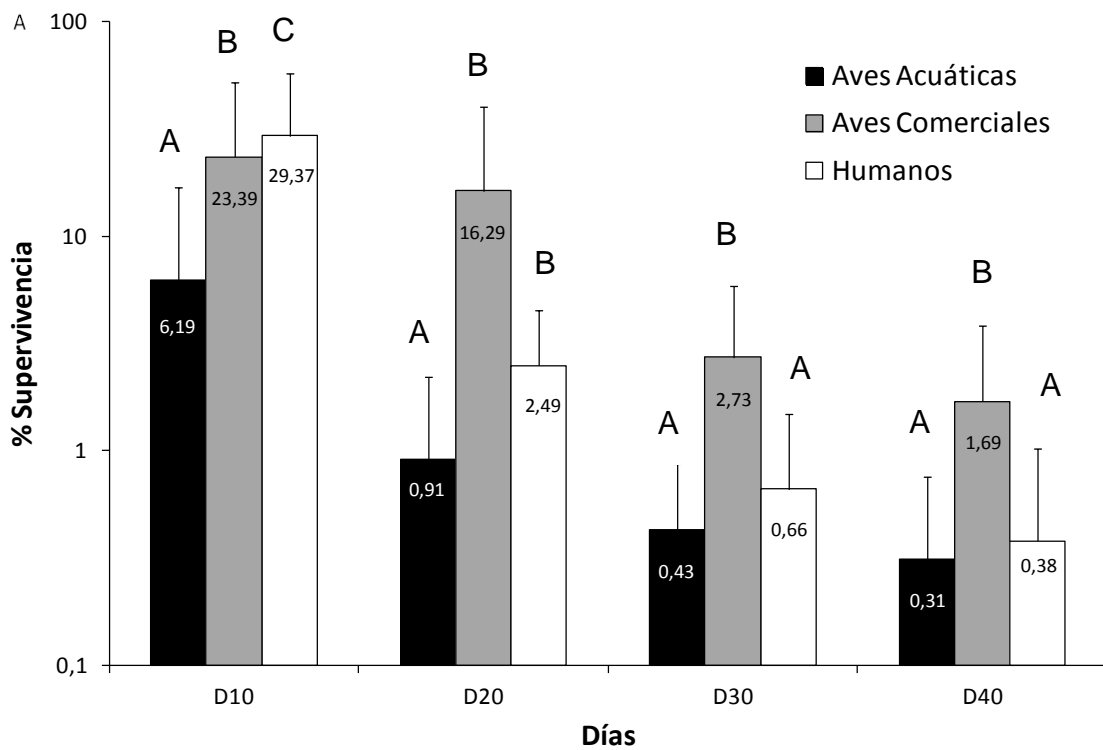 A
% Supervivencia
100
10
1
0,1
A
B
C
6,19
23,39
29,37
A
B
B
0,91
16,29
2,49
A
B
A
0,43
2,73
0,66
A
B
A
0,31
1,69
0,38
D10
D20
D30
D40
Días
Aves Acuáticas
Aves Comerciales
Humanos